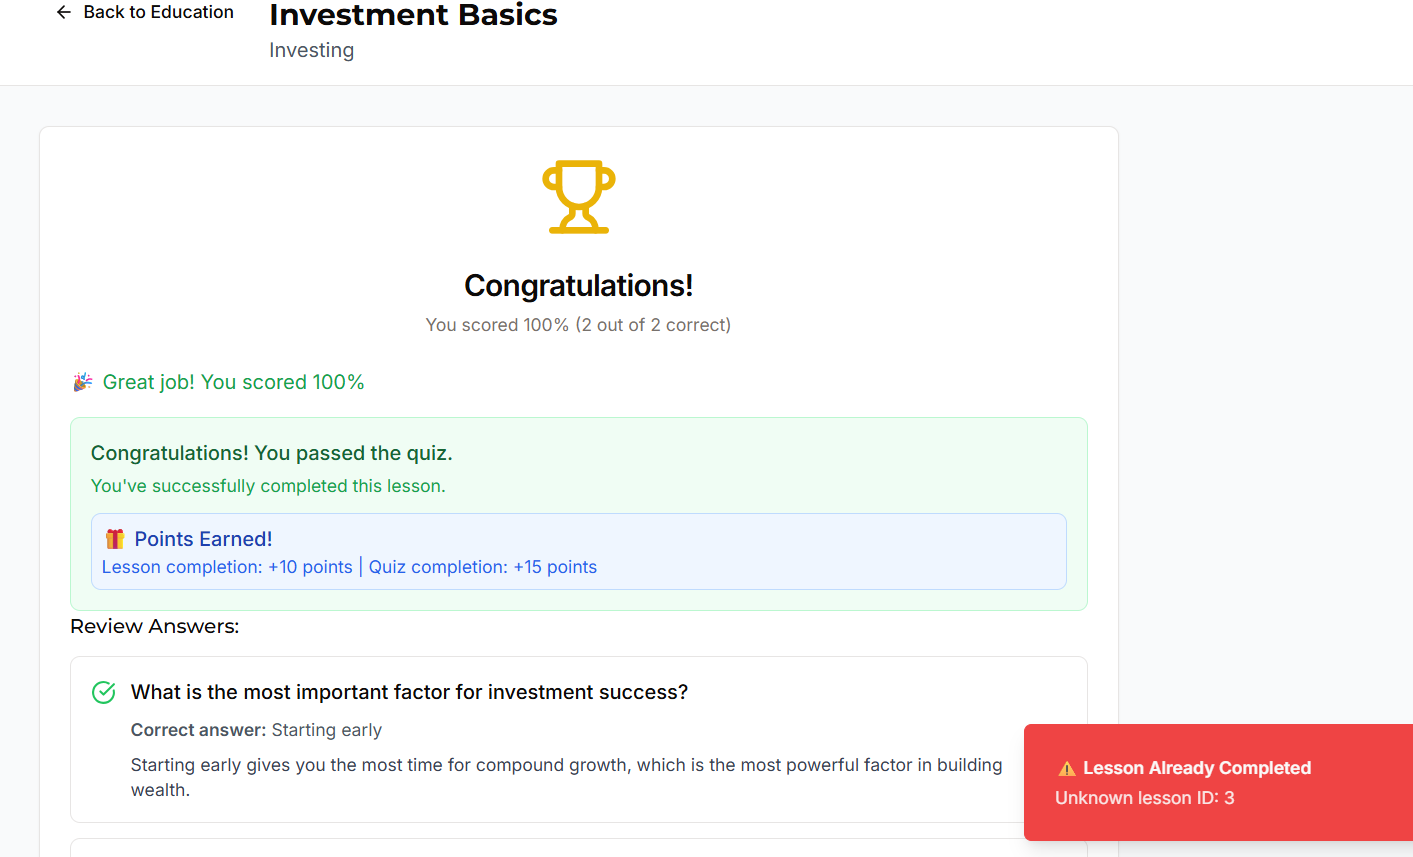 ← Back to Education
Investment Basics
Investing
Congratulations!
You scored 100% (2 out of 2 correct)
🎉 Great job! You scored 100%
Congratulations! You passed the quiz.
You've successfully completed this lesson.
🎁 Points Earned!
Lesson completion: +10 points | Quiz completion: +15 points
Review Answers:
What is the most important factor for investment success?
Correct answer: Starting early
Starting early gives you the most time for compound growth, which is the most powerful factor in building
wealth.
⚠️ Lesson Already Completed
Unknown lesson ID: 3